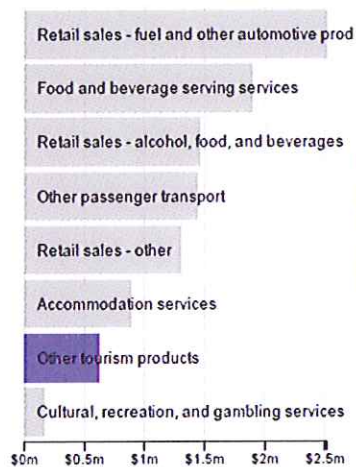 Retail sales - fuel and other automotive prod
Food and beverage serving services
Retail sales - alcohol, food, and beverages
Other passenger transport
Retail sales - other
Accommodation services
Other tourism products
Cultural, recreation, and gambling services
$0m $0.5m $1m $1.5m $2m $2.5m